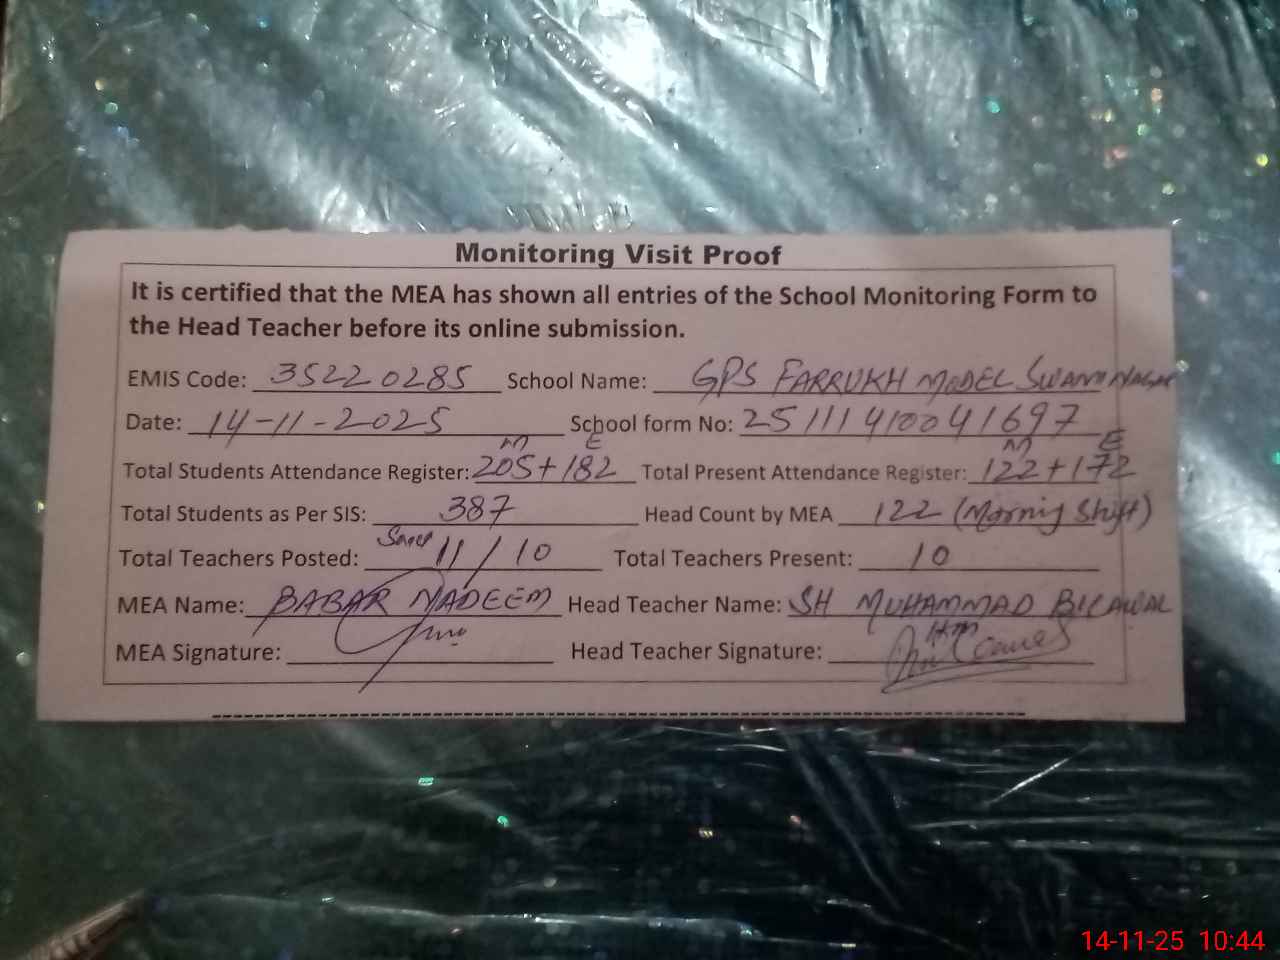 Monitoring Visit Proof
It is certified that the MEA has shown all entries of the School Monitoring Form to
the Head Teacher before its online submission.
EMIS Code: 35220285 School Name: GPS FARRUKH MODEL SWAMI NAGAR
Date: 14-11-2025 School form No: 25111410041697
M E M E
Total Students Attendance Register: 205+182 Total Present Attendance Register: 122+172
Total Students as Per SIS: 387 Head Count by MEA 122 (Morning Shift)
Total Teachers Posted: 11/10 Total Teachers Present: 10
MEA Name: BABAR NADEEM Head Teacher Name: SH MUHAMMAD BILAWAL
MEA Signature: Head Teacher Signature:
14-11-25 10:44